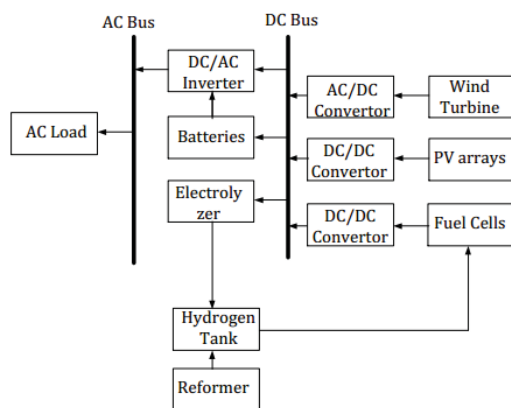 AC Bus
DC Bus
DC/AC
Inverter
AC/DC
Convertor
Wind
Turbine
AC Load
Batteries
DC/DC
Convertor
PV arrays
Electroly
zer
DC/DC
Convertor
Fuel Cells
Hydrogen
Tank
Reformer